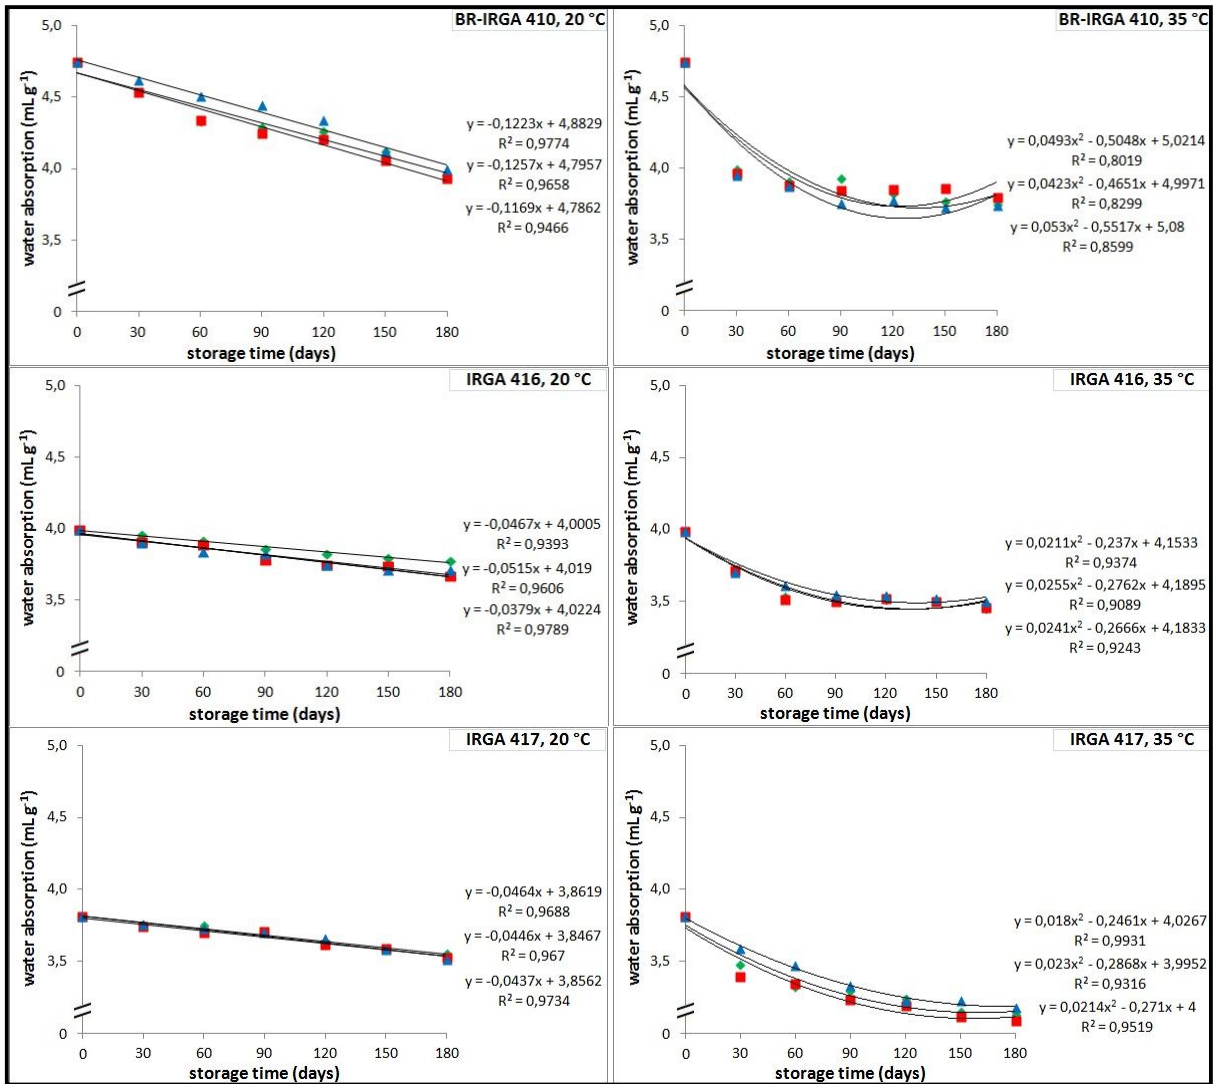 BR-IRGA 410, 20 °C
5,0
4,5
4,0
3,5
0
water absorption (mL g⁻¹)
y = -0,1223x + 4,8829
R² = 0,9774
y = -0,1257x + 4,7957
R² = 0,9658
y = -0,1169x + 4,7862
R² = 0,9466
0 30 60 90 120 150 180
storage time (days)
BR-IRGA 410, 35 °C
5,0
4,5
4,0
3,5
0
water absorption (mL g⁻¹)
y = 0,0493x² - 0,5048x + 5,0214
R² = 0,8019
y = 0,0423x² - 0,4651x + 4,9971
R² = 0,8299
y = 0,053x² - 0,5517x + 5,08
R² = 0,8599
0 30 60 90 120 150 180
storage time (days)
IRGA 416, 20 °C
5,0
4,5
4,0
3,5
0
water absorption (mL g⁻¹)
y = -0,0467x + 4,0005
R² = 0,9393
y = -0,0515x + 4,019
R² = 0,9606
y = -0,0379x + 4,0224
R² = 0,9789
0 30 60 90 120 150 180
storage time (days)
IRGA 416, 35 °C
5,0
4,5
4,0
3,5
0
water absorption (mL g⁻¹)
y = 0,0211x² - 0,237x + 4,1533
R² = 0,9374
y = 0,0255x² - 0,2762x + 4,1895
R² = 0,9089
y = 0,0241x² - 0,2666x + 4,1833
R² = 0,9243
0 30 60 90 120 150 180
storage time (days)
IRGA 417, 20 °C
5,0
4,5
4,0
3,5
0
water absorption (mL g⁻¹)
y = -0,0464x + 3,8619
R² = 0,9688
y = -0,0446x + 3,8467
R² = 0,967
y = -0,0437x + 3,8562
R² = 0,9734
0 30 60 90 120 150 180
storage time (days)
IRGA 417, 35 °C
5,0
4,5
4,0
3,5
0
water absorption (mL g⁻¹)
y = 0,018x² - 0,2461x + 4,0267
R² = 0,9931
y = 0,023x² - 0,2868x + 3,9952
R² = 0,9316
y = 0,0214x² - 0,271x + 4
R² = 0,9519
0 30 60 90 120 150 180
storage time (days)